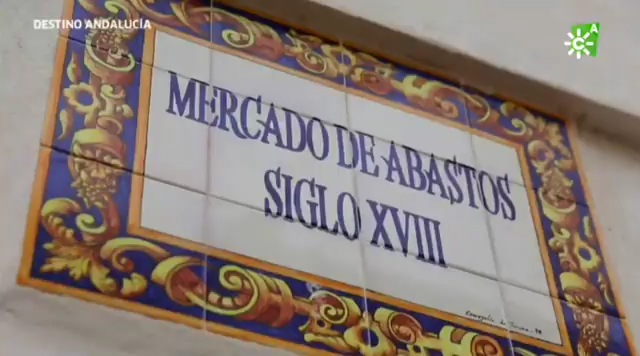 DESTINO ANDALUCÍA
A
MERCADO DE ABASTOS
SIGLO XVIII